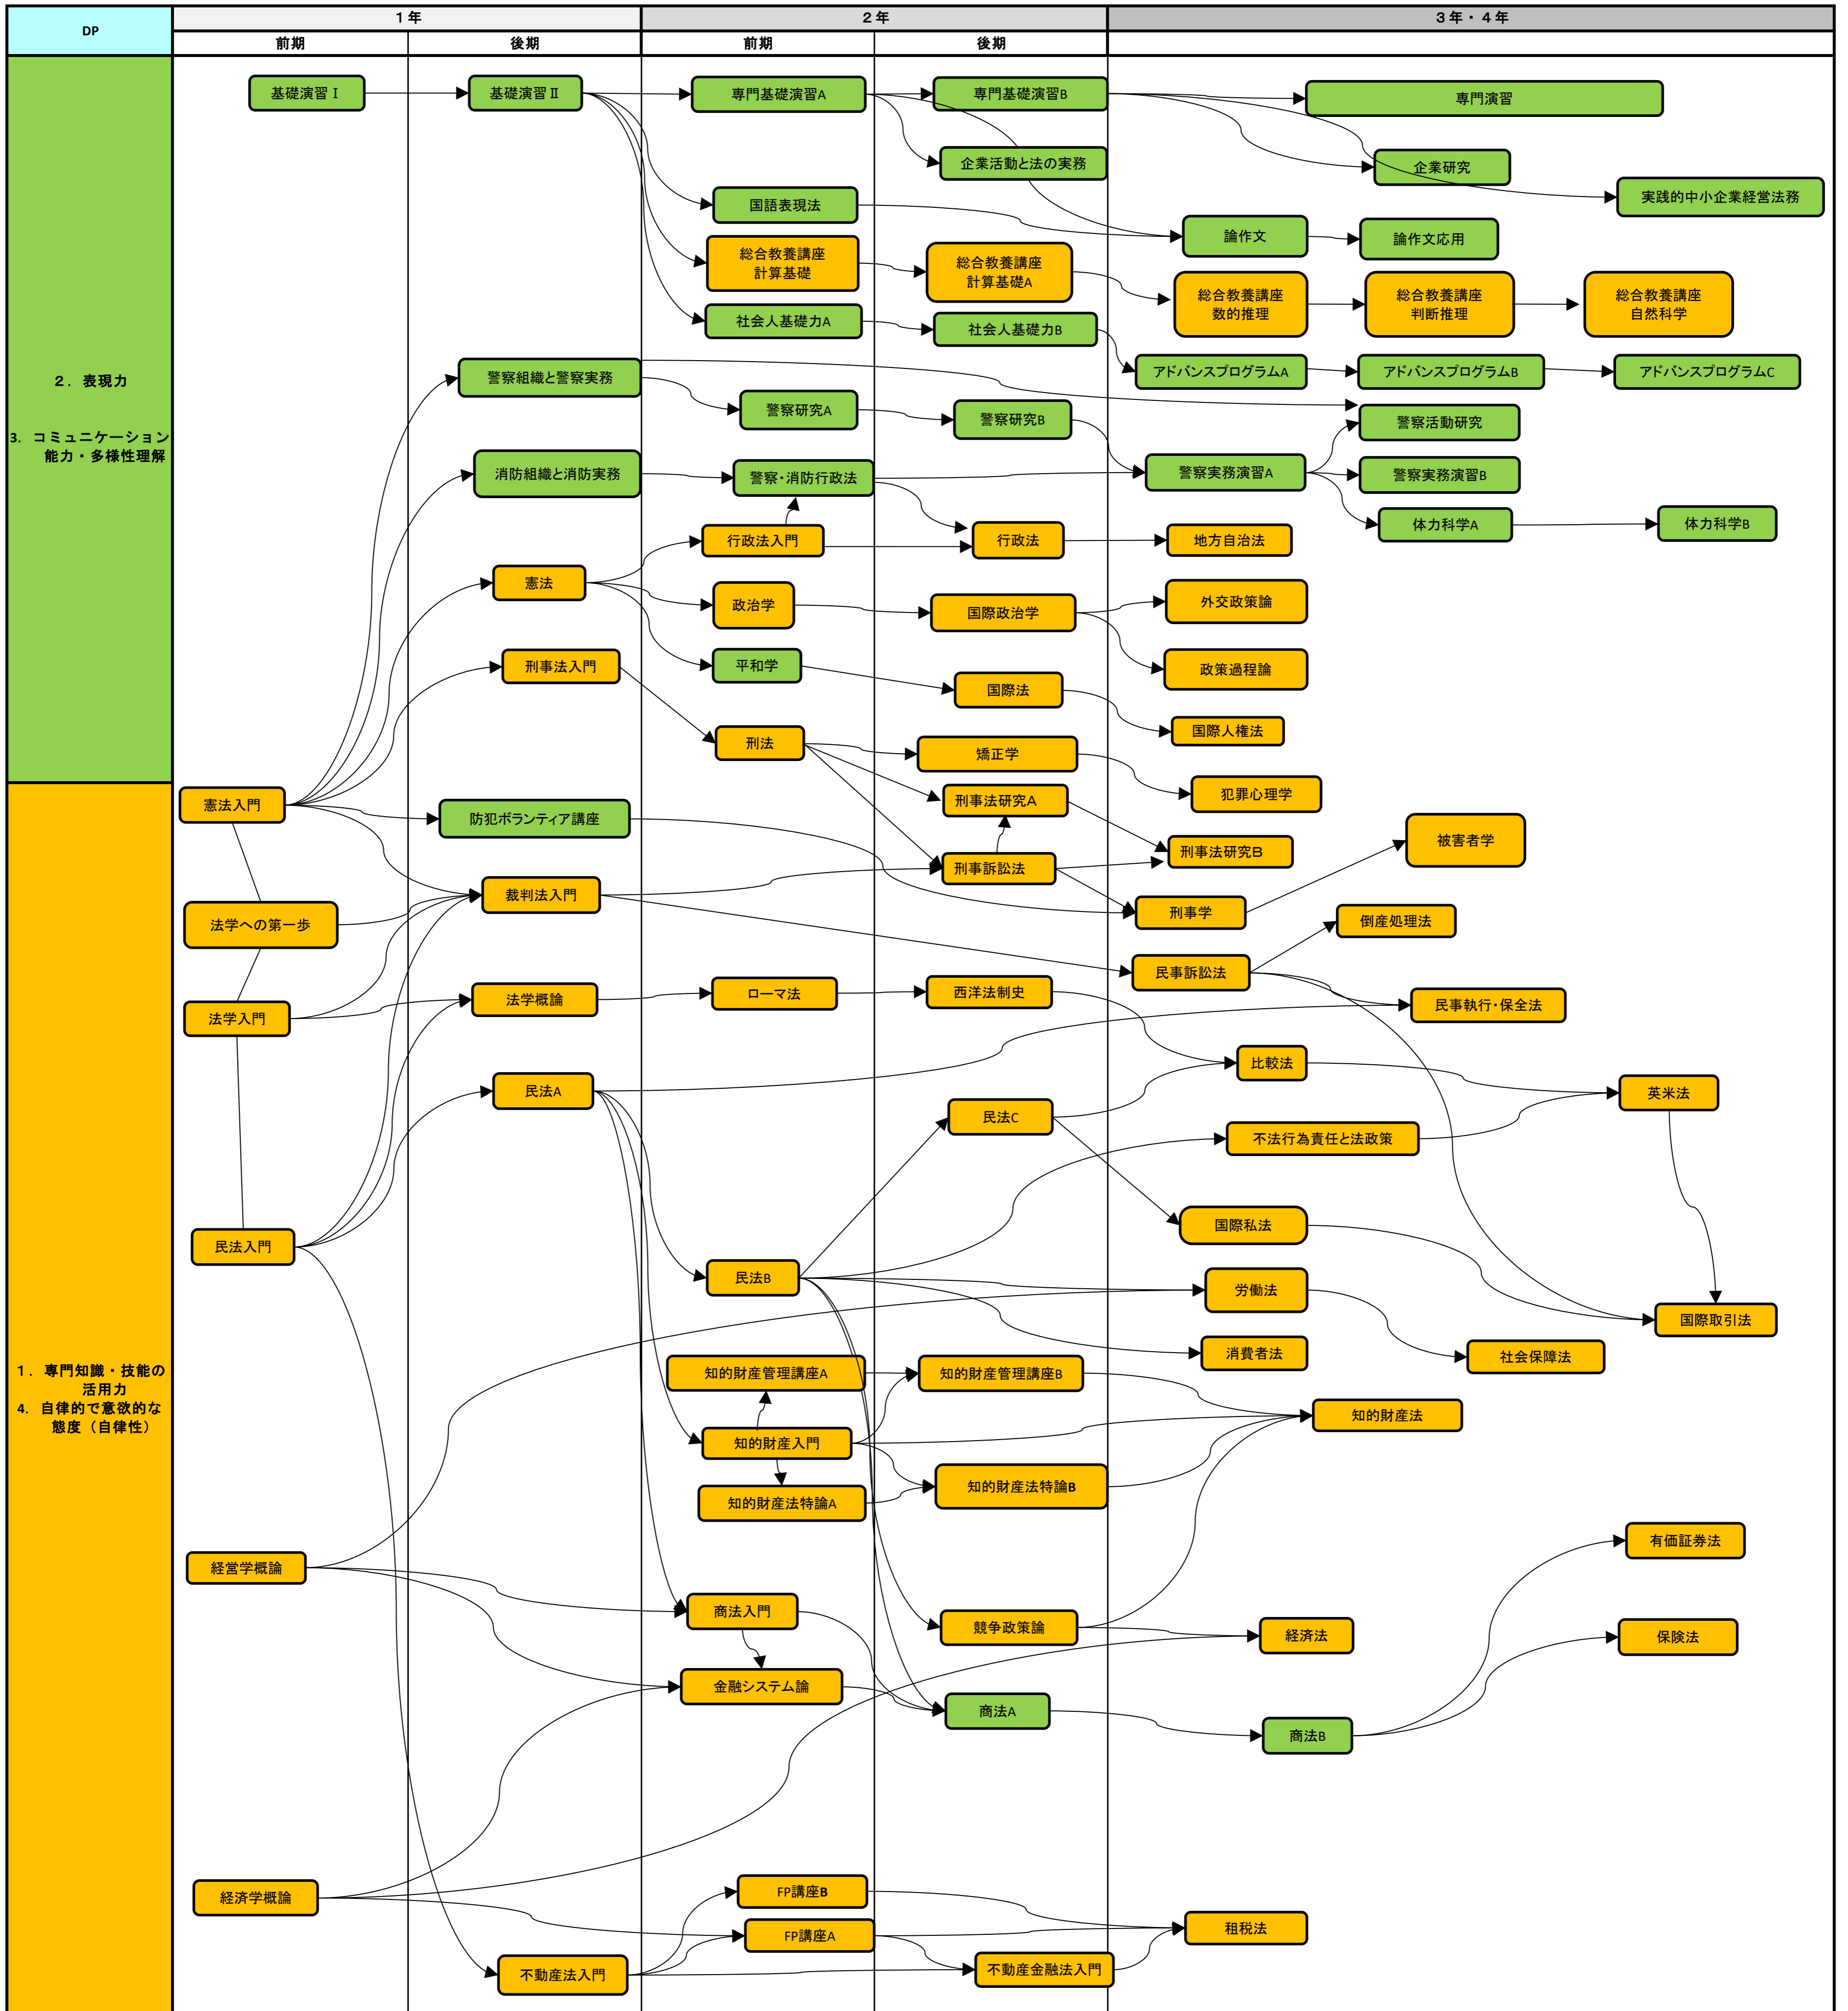 DP
１年
２年
３年・４年
前期
後期
前期
後期
基礎演習Ⅰ
基礎演習Ⅱ
専門基礎演習A
専門基礎演習B
専門演習
企業活動と法の実務
企業研究
実践的中小企業経営法務
国語表現法
論作文
論作文応用
総合教養講座
計算基礎
総合教養講座
計算基礎A
総合教養講座
数的推理
総合教養講座
判断推理
総合教養講座
自然科学
社会人基礎力A
社会人基礎力B
アドバンスプログラムA
アドバンスプログラムB
アドバンスプログラムC
２．表現力
3．コミュニケーション
能力・多様性理解
警察組織と警察実務
警察研究A
警察研究B
警察活動研究
消防組織と消防実務
警察・消防行政法
警察実務演習A
警察実務演習B
体力科学A
体力科学B
行政法入門
行政法
地方自治法
憲法
政治学
国際政治学
外交政策論
政策過程論
刑事法入門
平和学
国際法
国際人権法
刑法
矯正学
犯罪心理学
憲法入門
防犯ボランティア講座
刑事法研究A
刑事法研究B
被害者学
刑事訴訟法
裁判法入門
法学への第一歩
刑事学
倒産処理法
民事訴訟法
法学入門
法学概論
ローマ法
西洋法制史
民事執行・保全法
比較法
民法A
民法C
英米法
不法行為責任と法政策
民法入門
国際私法
民法B
労働法
国際取引法
消費者法
社会保障法
１．専門知識・技能の
活用力
4．自律的で意欲的な
態度（自律性）
知的財産管理講座A
知的財産管理講座B
知的財産法
知的財産入門
知的財産法特論A
知的財産法特論B
経営学概論
有価証券法
商法入門
競争政策論
経済法
保険法
金融システム論
商法A
商法B
経済学概論
FP講座B
FP講座A
租税法
不動産法入門
不動産金融法入門